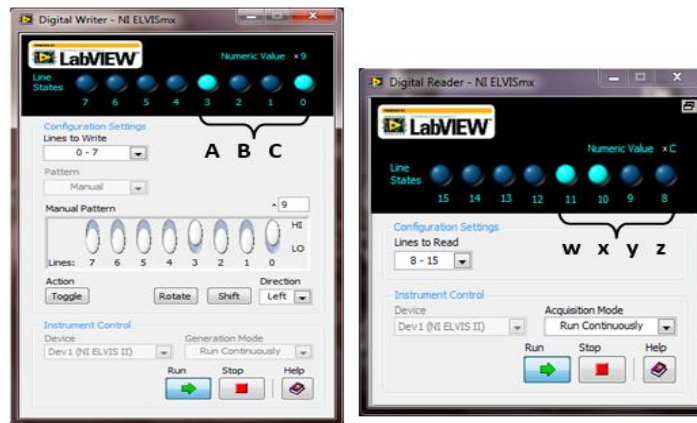 Digital Writer - NI ELVISmx
LabVIEW
Numeric Value x9
Line
States
7 6 5 4 3 2 1 0
A B C
Configuration Settings
Lines to Write
0 - 7
Pattern
Manual
Manual Pattern
^ 9
HI
LO
Lines: 7 6 5 4 3 2 1 0
Action
Direction
Toggle Rotate Shift Left
Instrument Control
Device Generation Mode
Dev1 (NI ELVIS II) Run Continuously
Run Stop Help
Digital Reader - NI ELVISmx
LabVIEW
Numeric Value xC
Line
States
15 14 13 12 11 10 9 8
w x y z
Configuration Settings
Lines to Read
8 - 15
Instrument Control
Device Acquisition Mode
Dev1 (NI ELVIS II) Run Continuously
Run Stop Help